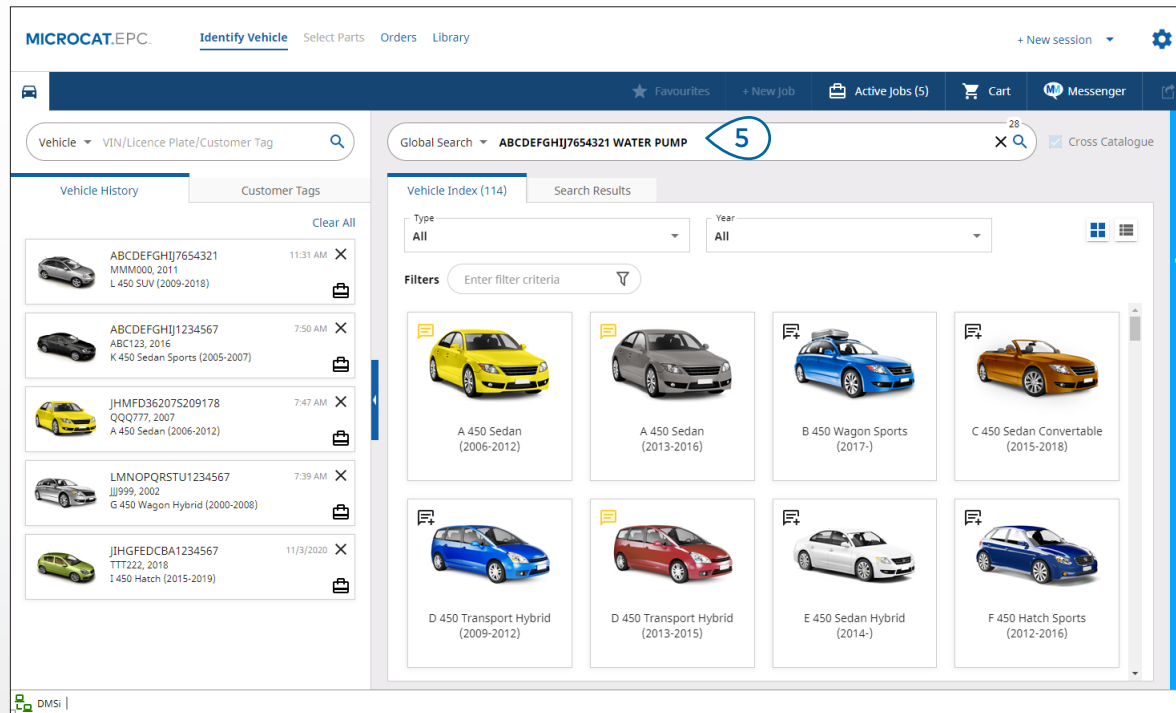 MICROCAT.EPC. Identify Vehicle Select Parts Orders Library + New session
Favourites + New Job Active Jobs (5) Cart Messenger
Vehicle VIN/Licence Plate/Customer Tag
Global Search ABCDEFGHIJ7654321 WATER PUMP 5 28 Cross Catalogue
Vehicle History Customer Tags
Clear All
ABCDEFGHIJ7654321 11:31 AM
MMM000, 2011
L 450 SUV (2009-2018)
ABCDEFGHIJ1234567 7:50 AM
ABC123, 2016
K 450 Sedan Sports (2005-2007)
JHMFD36207S209178 7:47 AM
QQQ777, 2007
A 450 Sedan (2006-2012)
LMNOPQRSTU1234567 7:39 AM
JJJ999, 2002
G 450 Wagon Hybrid (2000-2008)
JIHGFEDCBA1234567 11/3/2020
TTT222, 2018
I 450 Hatch (2015-2019)
Vehicle Index (114) Search Results
Type Year
All All
Filters Enter filter criteria
A 450 Sedan
(2006-2012)
A 450 Sedan
(2013-2016)
B 450 Wagon Sports
(2017-)
C 450 Sedan Convertable
(2015-2018)
D 450 Transport Hybrid
(2009-2012)
D 450 Transport Hybrid
(2013-2015)
E 450 Sedan Hybrid
(2014-)
F 450 Hatch Sports
(2012-2016)
DMSi